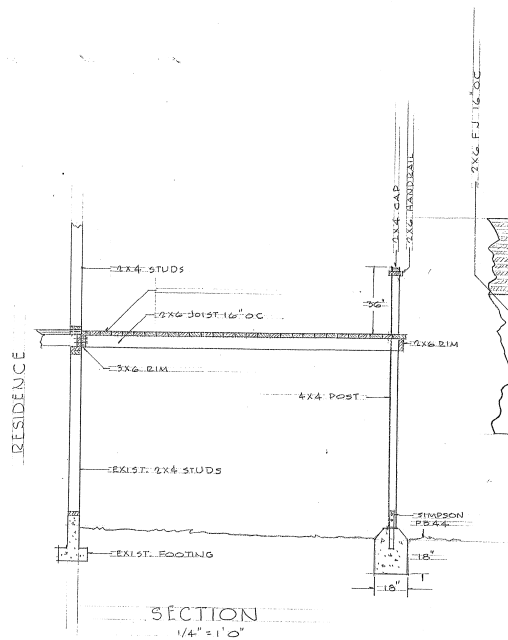 2X6 FJ 16" OC
2X4 CAP
2X6 HANDRAIL
2X4 STUDS
36"
2X6 JOIST 16" OC
2X6 RIM
3X6 RIM
RESIDENCE
4X4 POST
EXIST. 2X4 STUDS
SIMPSON
PB44
EXIST. FOOTING
18"
18"
SECTION
1/4" = 1' 0"